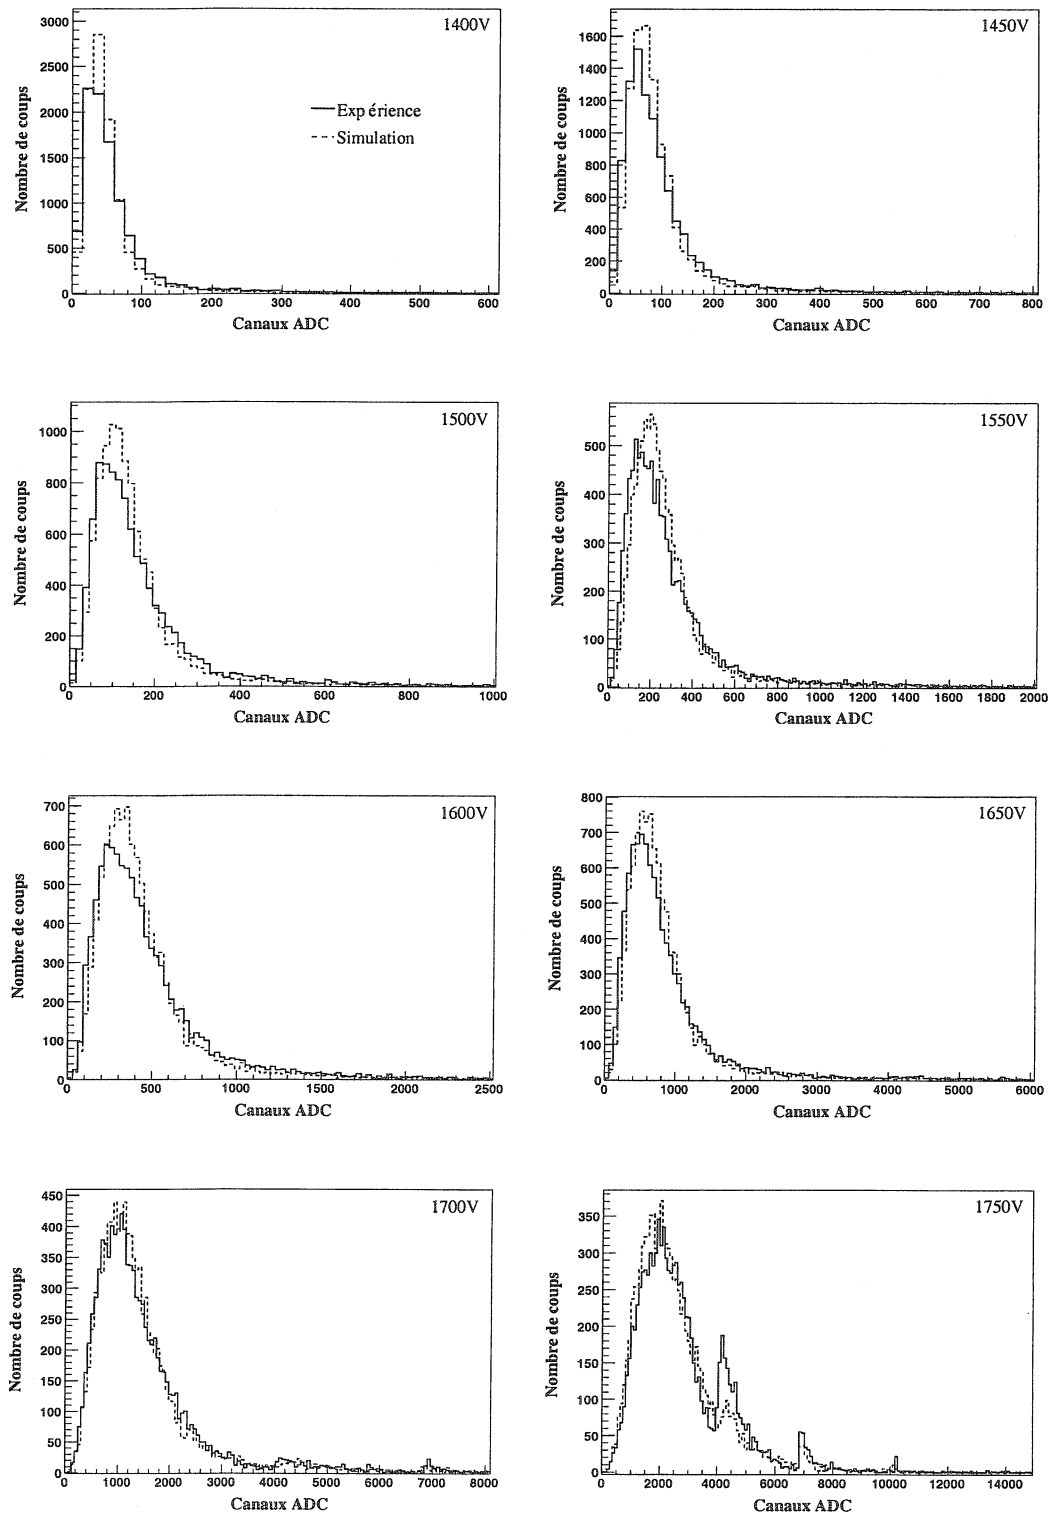 1400V
Nombre de coups
3000
2500
2000
1500
1000
500
0
Exp érience
Simulation
0 100 200 300 400 500 600
Canaux ADC
1450V
Nombre de coups
1600
1400
1200
1000
800
600
400
200
0
0 100 200 300 400 500 600 700 800
Canaux ADC
1500V
Nombre de coups
1000
800
600
400
200
0
0 200 400 600 800 1000
Canaux ADC
1550V
Nombre de coups
500
400
300
200
100
0
0 200 400 600 800 1000 1200 1400 1600 1800 2000
Canaux ADC
1600V
Nombre de coups
700
600
500
400
300
200
100
0
0 500 1000 1500 2000 2500
Canaux ADC
1650V
Nombre de coups
800
700
600
500
400
300
200
100
0
0 1000 2000 3000 4000 5000 6000
Canaux ADC
1700V
Nombre de coups
450
400
350
300
250
200
150
100
50
0
0 1000 2000 3000 4000 5000 6000 7000 8000
Canaux ADC
1750V
Nombre de coups
350
300
250
200
150
100
50
0
0 2000 4000 6000 8000 10000 12000 14000
Canaux ADC